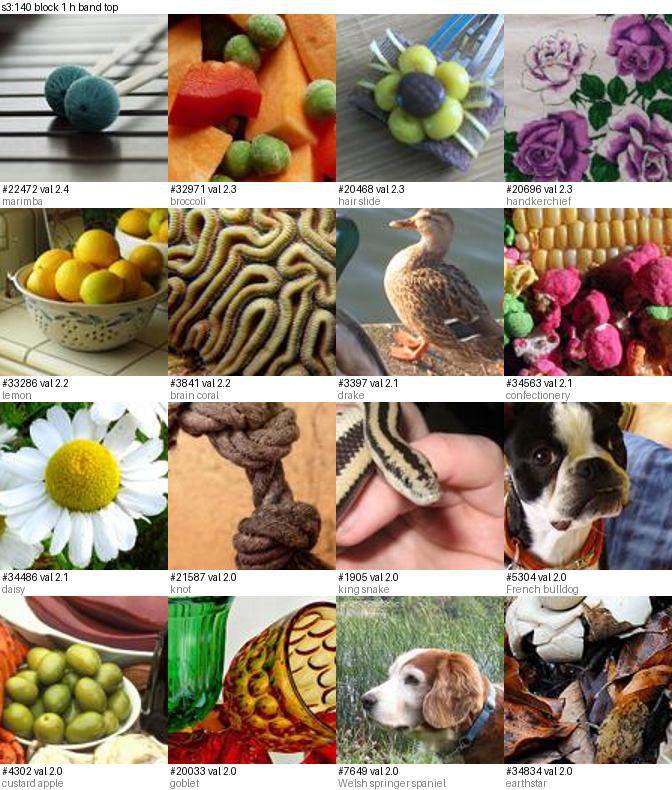 s3:140 block 1 h band top
#22472 val 2.4
marimba
#32971 val 2.3
broccoli
#20468 val 2.3
hair slide
#20696 val 2.3
handkerchief
#33286 val 2.2
lemon
#3841 val 2.2
brain coral
#3397 val 2.1
drake
#34563 val 2.1
confectionery
#34486 val 2.1
daisy
#21587 val 2.0
knot
#1905 val 2.0
king snake
#5304 val 2.0
French bulldog
#4302 val 2.0
custard apple
#20033 val 2.0
goblet
#7649 val 2.0
Welsh springer spaniel
#34834 val 2.0
earthstar